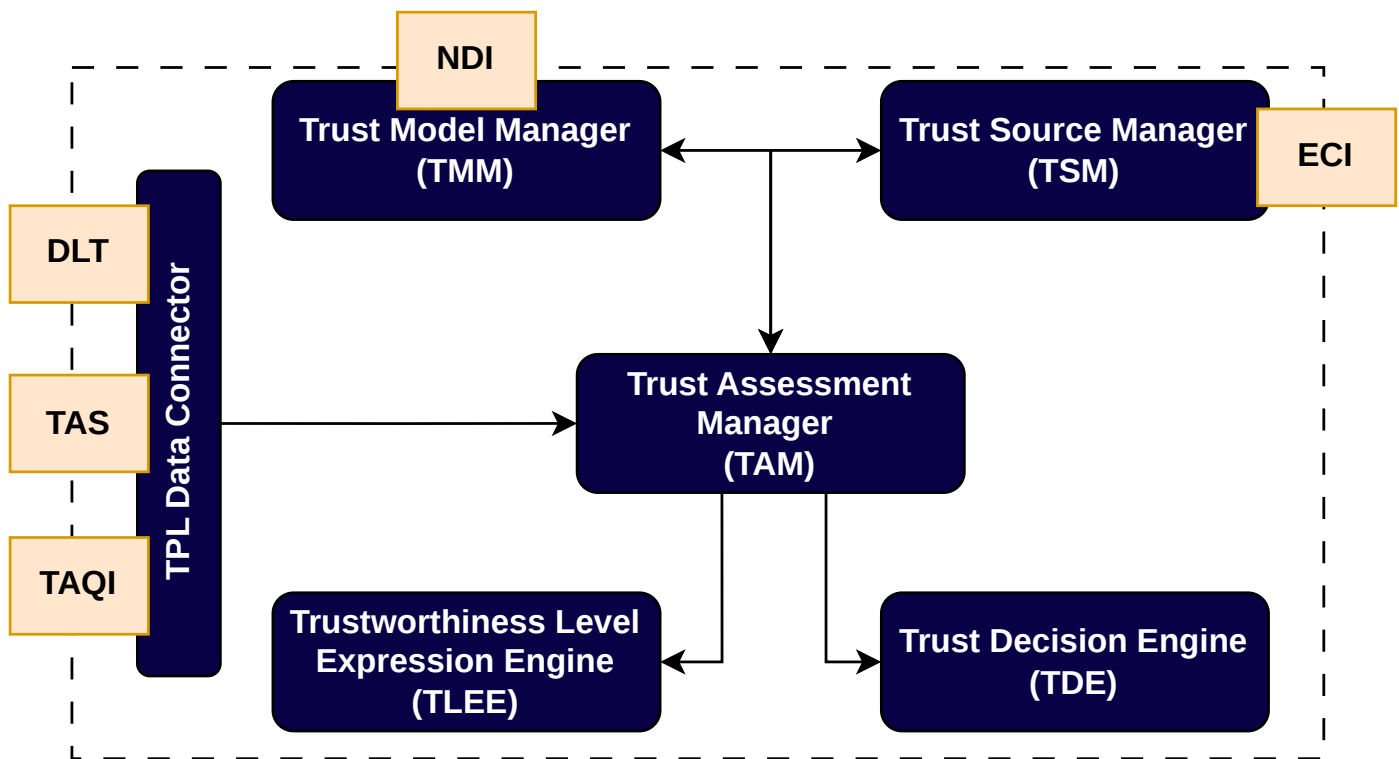 NDI
Trust Model Manager
(TMM)
Trust Source Manager
(TSM)
ECI
DLT
TAS
TAQI
TPL Data Connector
Trust Assessment
Manager
(TAM)
Trustworthiness Level
Expression Engine
(TLEE)
Trust Decision Engine
(TDE)